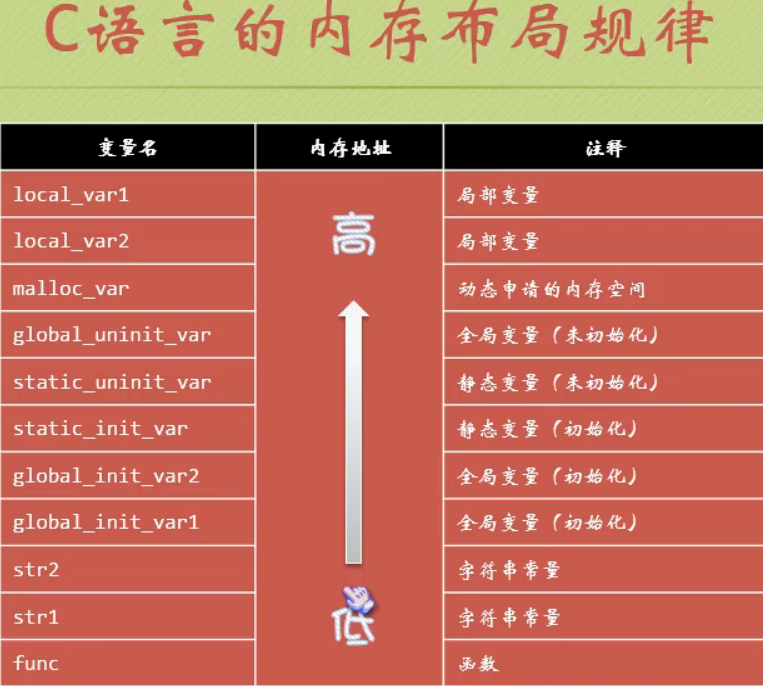 C语言的内存布局规律
变量名 内存地址 注释
local_var1 局部变量
高
local_var2 局部变量
malloc_var 动态申请的内存空间
global_uninit_var 全局变量（未初始化）
static_uninit_var 静态变量（未初始化）
static_init_var 静态变量（初始化）
global_init_var2 全局变量（初始化）
global_init_var1 全局变量（初始化）
str2 字符串常量
低
str1 字符串常量
func 函数